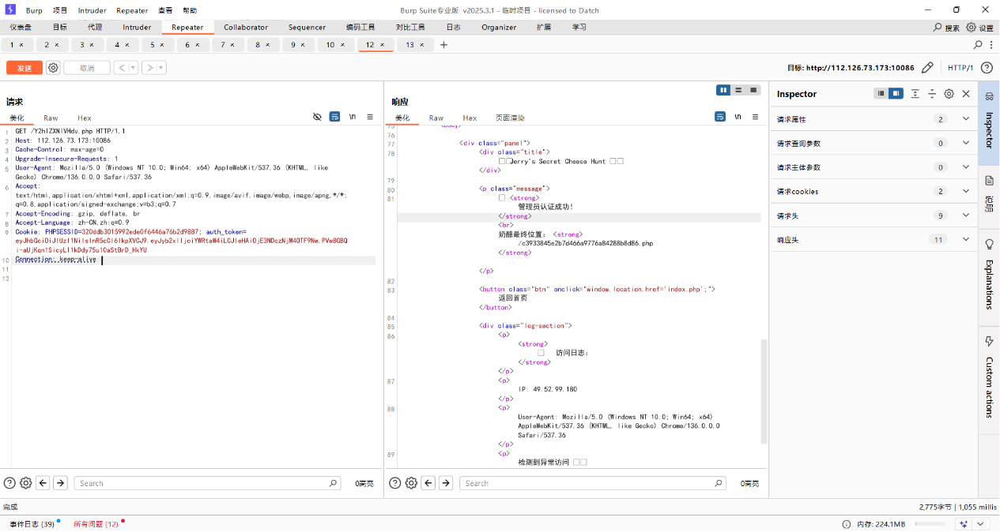 Burp 项目 Intruder Repeater 查看 帮助 Burp Suite专业版 v2025.3.1 - 临时项目 - licensed to Datch
仪表盘 目标 代理 Intruder Repeater Collaborator Sequencer 编码工具 对比工具 日志 Organizer 扩展 学习 搜索 设置
1 × 2 × 3 × 4 × 5 × 6 × 7 × 8 × 9 × 10 × 12 × 13 × +
发送 取消 < > 目标: http://112.126.73.173:10086 HTTP/1
请求
美化 Raw Hex \n
1 GET /Y2hlZXNlVHdv.php HTTP/1.1
2 Host: 112.126.73.173:10086
3 Cache-Control: max-age=0
4 Upgrade-Insecure-Requests: 1
5 User-Agent: Mozilla/5.0 (Windows NT 10.0; Win64; x64) AppleWebKit/537.36 (KHTML, like
Gecko) Chrome/136.0.0.0 Safari/537.36
6 Accept:
text/html,application/xhtml+xml,application/xml;q=0.9,image/avif,image/webp,image/apng,*/*;
q=0.8,application/signed-exchange;v=b3;q=0.7
7 Accept-Encoding: gzip, deflate, br
8 Accept-Language: zh-CN,zh;q=0.9
9 Cookie: PHPSESSID=320ddb3015992ede0f6446a76b2d9887; auth_token=
10 Connection: keep-alive
11
12
Search 0高亮
响应
美化 Raw Hex 页面渲染 \n
75 <body>
76
77 <div class="panel">
78 <div class="title">
Jerry's Secret Cheese Hunt
</div>
79
80 <p class="message">
81 <strong>
管理员认证成功!
</strong>
<br>
奶酪最终位置: <strong>
/c3933845e2b7d466a9776a84288b8d86.php
</strong>
</p>
82
83 <button class="btn" onclick="window.location.href='index.php';">
返回首页
</button>
84
85 <div class="log-section">
86 <p>
<strong>
访问日志:
</strong>
</p>
87 <p>
IP: 49.52.99.180
</p>
88 <p>
User-Agent: Mozilla/5.0 (Windows NT 10.0; Win64; x64)
AppleWebKit/537.36 (KHTML, like Gecko) Chrome/136.0.0.0
Safari/537.36
</p>
89 <p>
检测到异常访问
Search 0高亮
Inspector
请求属性 2
请求查询参数 0
请求主体参数 0
请求cookies 2
请求头 9
响应头 11
Inspector
说明
Explanations
Custom actions
完成 2,775字节 | 1,055 millis
事件日志 (39) 所有问题 (12) 内存: 224.1MB